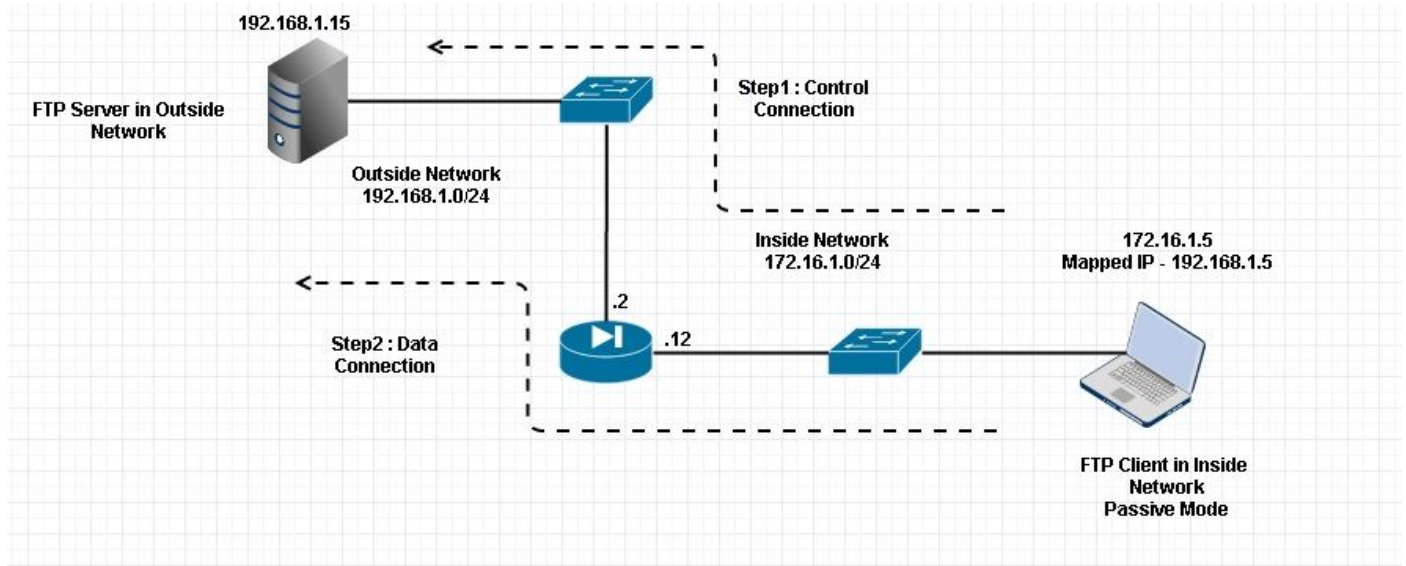 192.168.1.15
FTP Server in Outside
Network
Step1 : Control
Connection
Outside Network
192.168.1.0/24
Inside Network
172.16.1.0/24
172.16.1.5
Mapped IP - 192.168.1.5
.2
.12
Step2 : Data
Connection
FTP Client in Inside
Network
Passive Mode